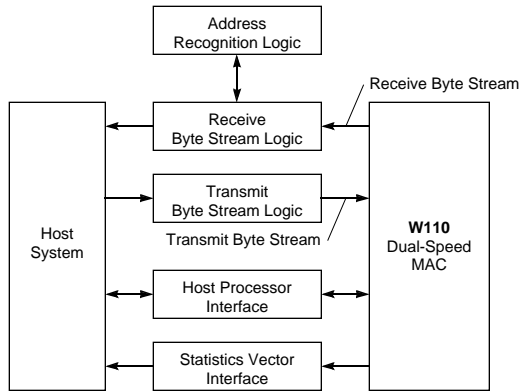 Address
Recognition Logic
Receive Byte Stream
Receive
Byte Stream Logic
Transmit
Byte Stream Logic
Transmit Byte Stream
Host
System
W110
Dual-Speed
MAC
Host Processor
Interface
Statistics Vector
Interface